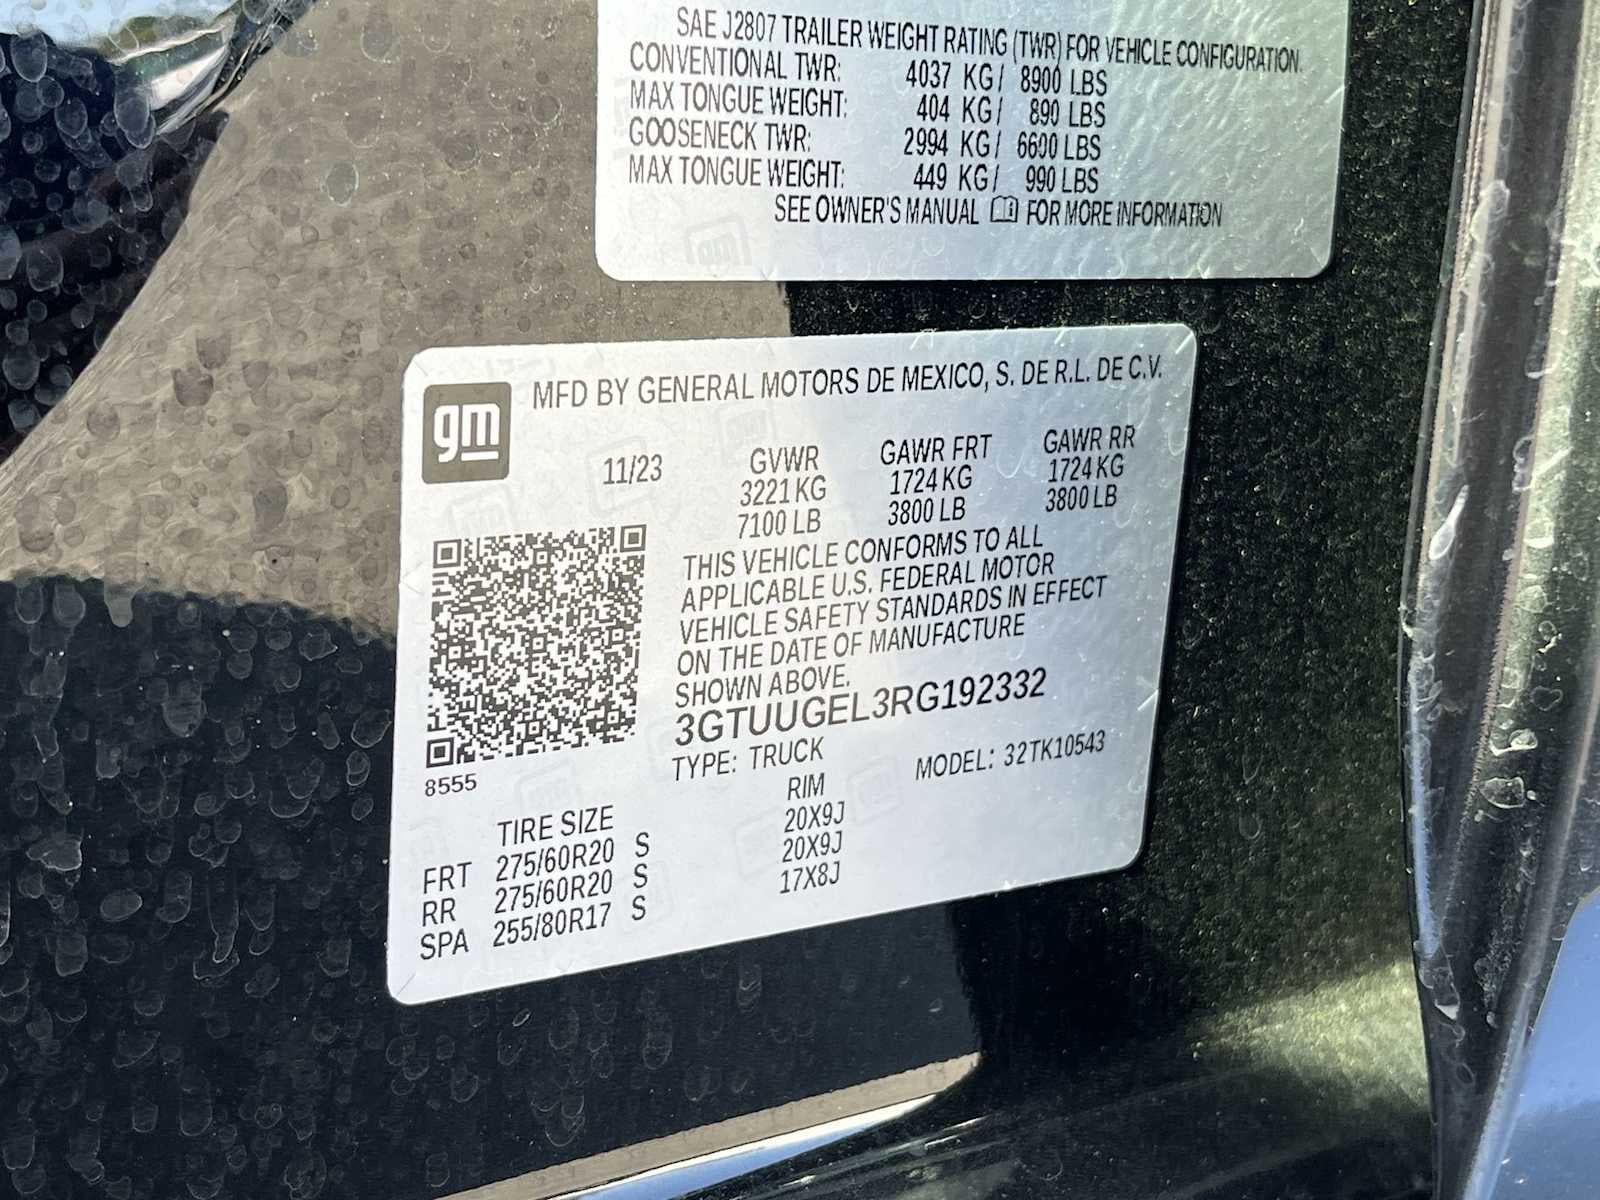 SAE J2807 TRAILER WEIGHT RATING (TWR) FOR VEHICLE CONFIGURATION.
CONVENTIONAL TWR: 4037 KG/ 8900 LBS
MAX TONGUE WEIGHT: 404 KG/ 890 LBS
GOOSENECK TWR: 2994 KG/ 6600 LBS
MAX TONGUE WEIGHT: 449 KG/ 990 LBS
SEE OWNER'S MANUAL FOR MORE INFORMATION
gm
MFD BY GENERAL MOTORS DE MEXICO, S. DE R.L. DE C.V.
11/23 GVWR GAWR FRT GAWR RR
3221 KG 1724 KG 1724 KG
7100 LB 3800 LB 3800 LB
THIS VEHICLE CONFORMS TO ALL
APPLICABLE U.S. FEDERAL MOTOR
VEHICLE SAFETY STANDARDS IN EFFECT
ON THE DATE OF MANUFACTURE
SHOWN ABOVE.
3GTUUGEL3RG192332
TYPE: TRUCK MODEL: 32TK10543
8555
TIRE SIZE RIM
FRT 275/60R20 S 20X9J
RR 275/60R20 S 20X9J
SPA 255/80R17 S 17X8J